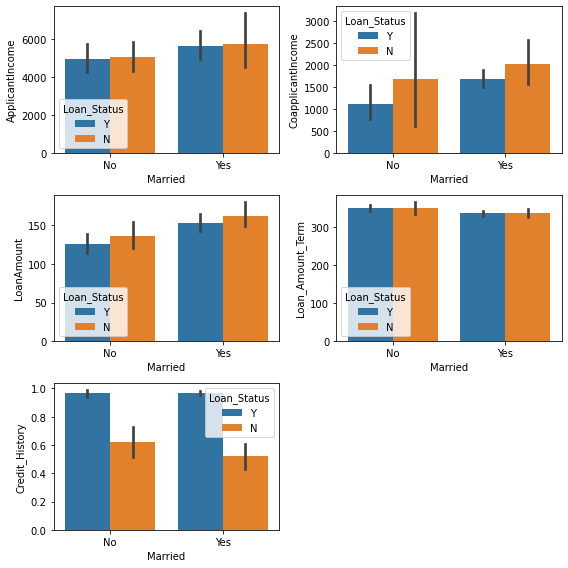 ApplicantIncome
6000
4000
2000
0
Loan_Status
Y
N
No Yes
Married
CoapplicantIncome
3000
2500
2000
1500
1000
500
0
Loan_Status
Y
N
No Yes
Married
LoanAmount
150
100
50
0
Loan_Status
Y
N
No Yes
Married
Loan_Amount_Term
300
200
100
0
Loan_Status
Y
N
No Yes
Married
Credit_History
1.0
0.8
0.6
0.4
0.2
0.0
Loan_Status
Y
N
No Yes
Married